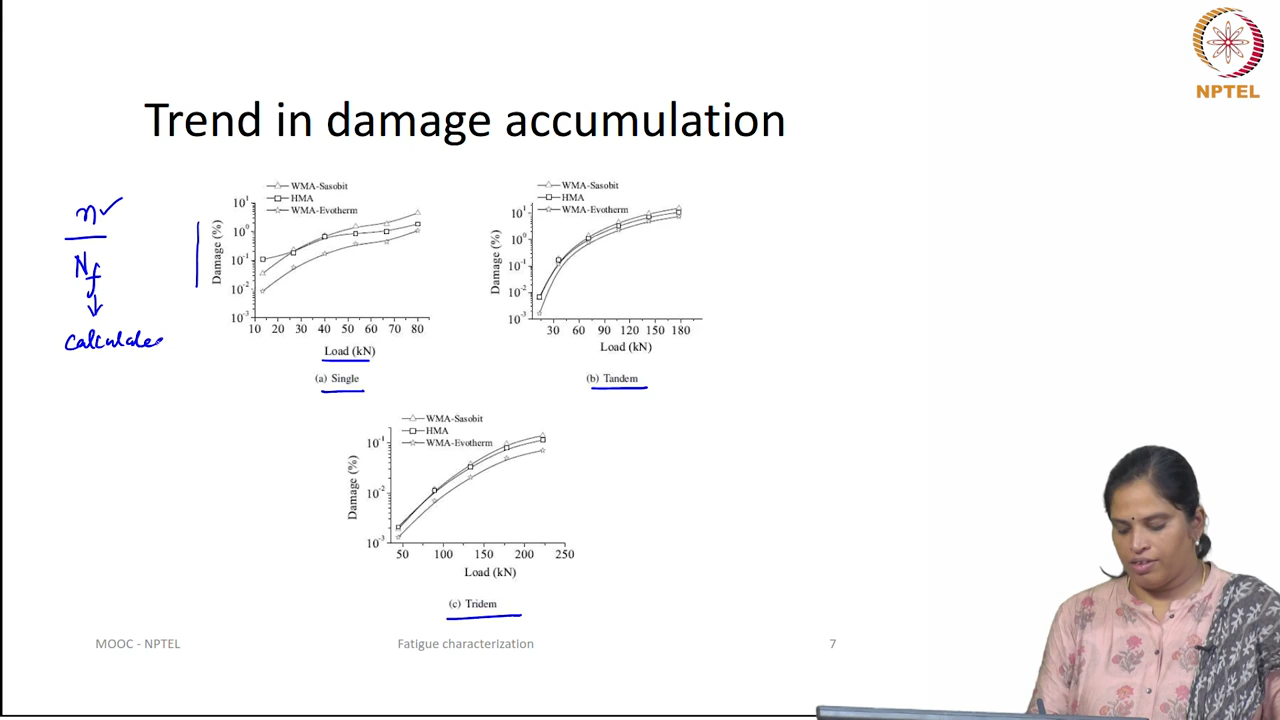 NPTEL
Trend in damage accumulation
n ✓
N_f
↓
calculate
WMA-Sasobit
HMA
WMA-Evotherm
10^1
10^0
10^-1
10^-2
10^-3
Damage (%)
10 20 30 40 50 60 70 80
Load (kN)
(a) Single
WMA-Sasobit
HMA
WMA-Evotherm
10^1
10^0
10^-1
10^-2
10^-3
Damage (%)
30 60 90 120 150 180
Load (kN)
(b) Tandem
WMA-Sasobit
HMA
WMA-Evotherm
10^-1
10^-2
10^-3
Damage (%)
50 100 150 200 250
Load (kN)
(c) Tridem
MOOC - NPTEL
Fatigue characterization
7